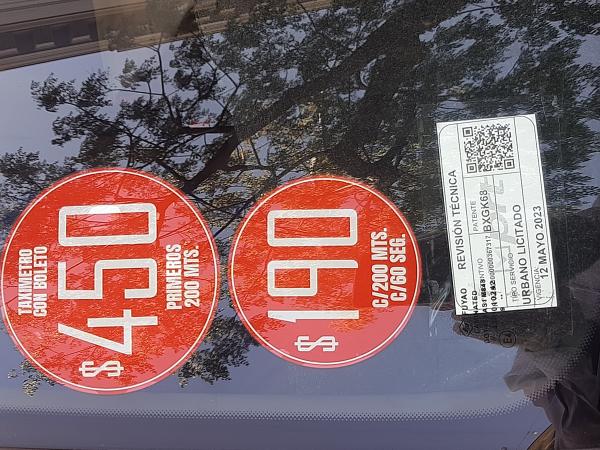 TAXIMETRO
CON BOLETO
$450
PRIMEROS
200 MTS.
$190
C/200 MTS.
C/60 SEG.
REVISIÓN TÉCNICA
PATENTE
BXGK68
TIPO SERVICIO
URBANO LICITADO
VIGENCIA
12 MAYO 2023
FUYAO